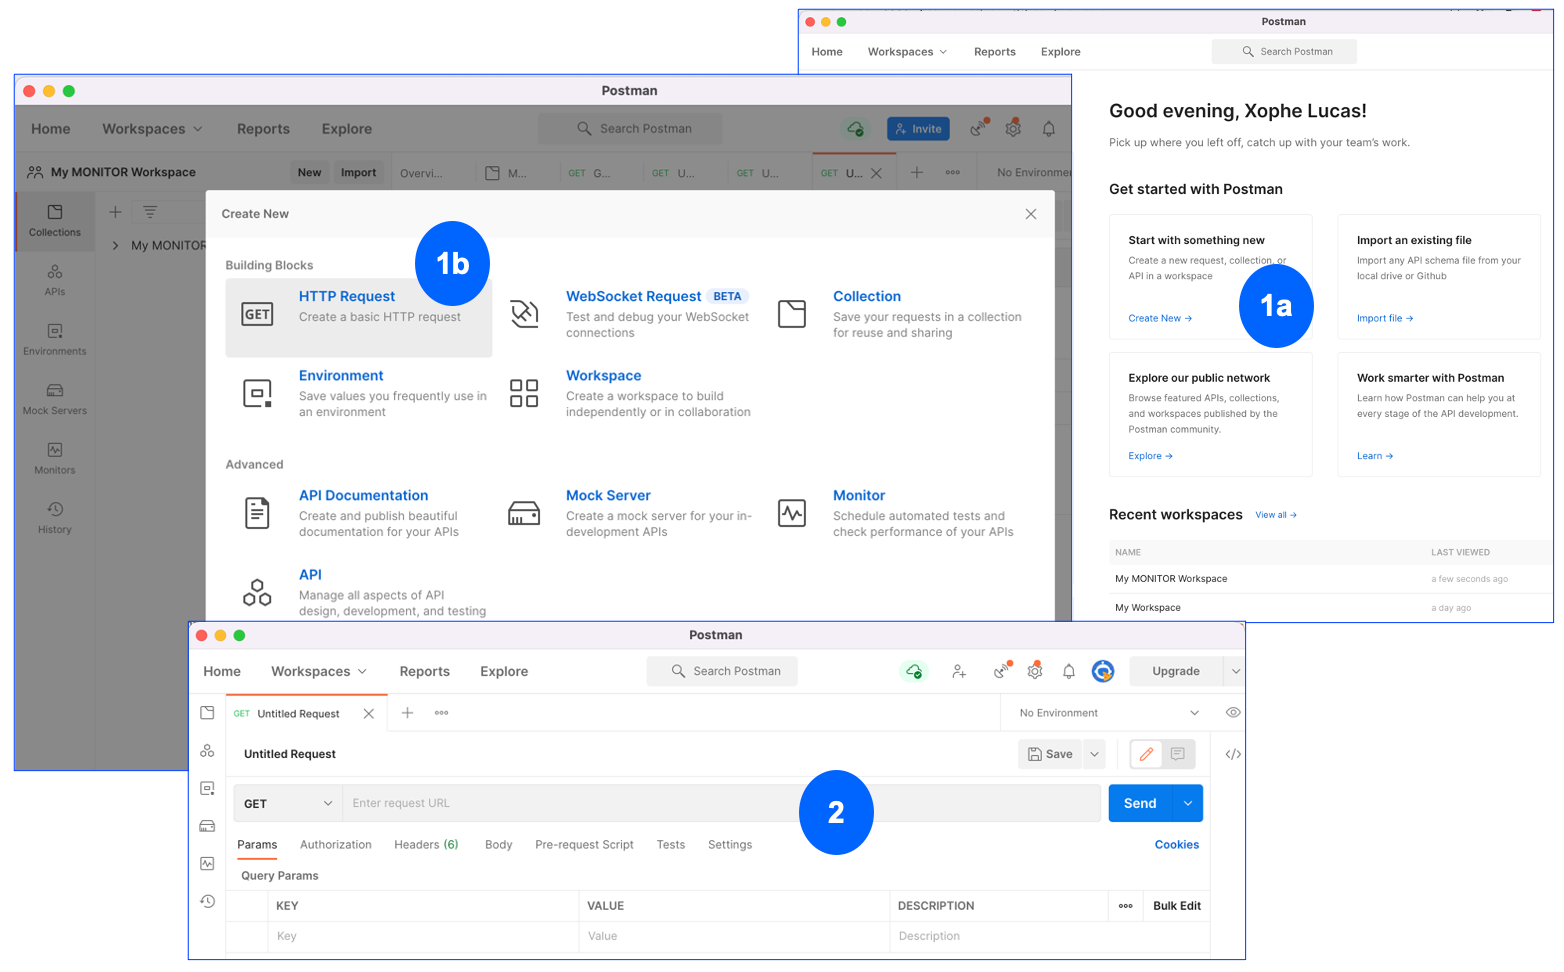 Postman
Home Workspaces Reports Explore Search Postman
Good evening, Xophe Lucas!
Pick up where you left off, catch up with your team's work.
Get started with Postman
Start with something new
Create a new request, collection, or
API in a workspace
Create New →
1a
Import an existing file
Import any API schema file from your
local drive or Github
Import file →
Explore our public network
Browse featured APIs, collections,
and workspaces published by the
Postman community.
Explore →
Work smarter with Postman
Learn how Postman can help you at
every stage of the API development.
Learn →
Recent workspaces View all →
NAME LAST VIEWED
My MONITOR Workspace a few seconds ago
My Workspace a day ago
Postman
Home Workspaces Reports Explore Search Postman Invite
My MONITOR Workspace New Import Overvi... M... GET G... GET U... GET U... GET U... No Environm
Collections
APIs
Environments
Mock Servers
Monitors
History
My MONITOR
Create New
1b
Building Blocks
GET
HTTP Request
Create a basic HTTP request
WebSocket Request BETA
Test and debug your WebSocket
connections
Collection
Save your requests in a collection
for reuse and sharing
Environment
Save values you frequently use in
an environment
Workspace
Create a workspace to build
independently or in collaboration
Advanced
API Documentation
Create and publish beautiful
documentation for your APIs
Mock Server
Create a mock server for your in-
development APIs
Monitor
Schedule automated tests and
check performance of your APIs
API
Manage all aspects of API
design, development, and testing
Postman
Home Workspaces Reports Explore Search Postman Upgrade
GET Untitled Request No Environment
Untitled Request Save
GET Enter request URL Send
2
Params Authorization Headers (6) Body Pre-request Script Tests Settings Cookies
Query Params
KEY VALUE DESCRIPTION Bulk Edit
Key Value Description